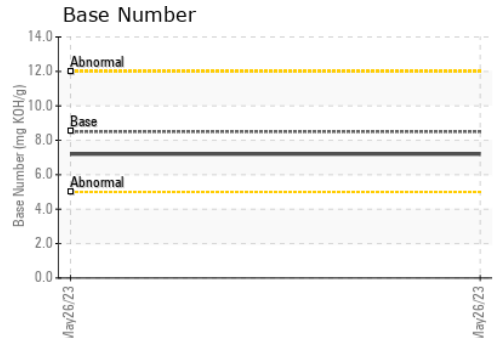 Base Number
14.0
Abnormal
12.0
10.0
Base
8.0
6.0
Abnormal
4.0
2.0
0.0
Base Number (mg KOH/g)
May26/23
May26/23